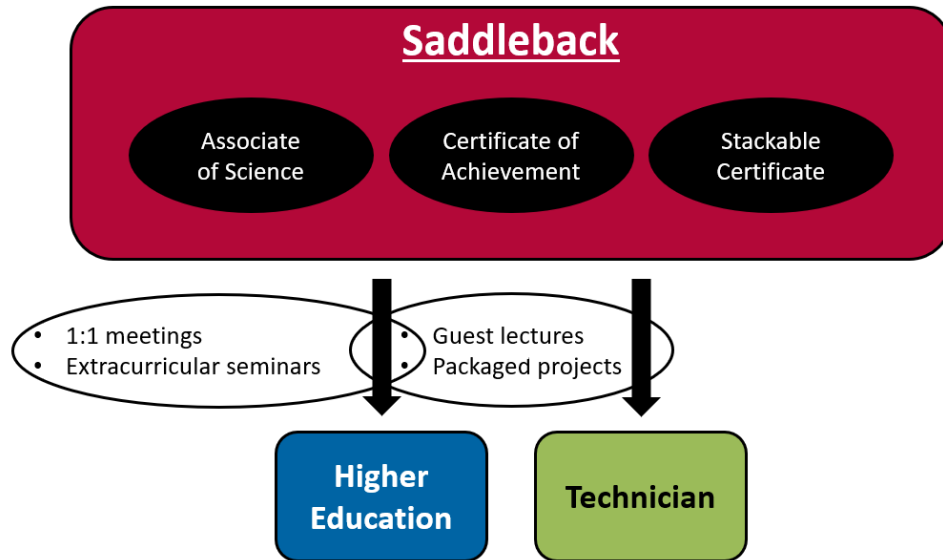 Saddleback
Associate
of Science
Certificate of
Achievement
Stackable
Certificate
• 1:1 meetings
• Extracurricular seminars
• Guest lectures
• Packaged projects
Higher
Education
Technician